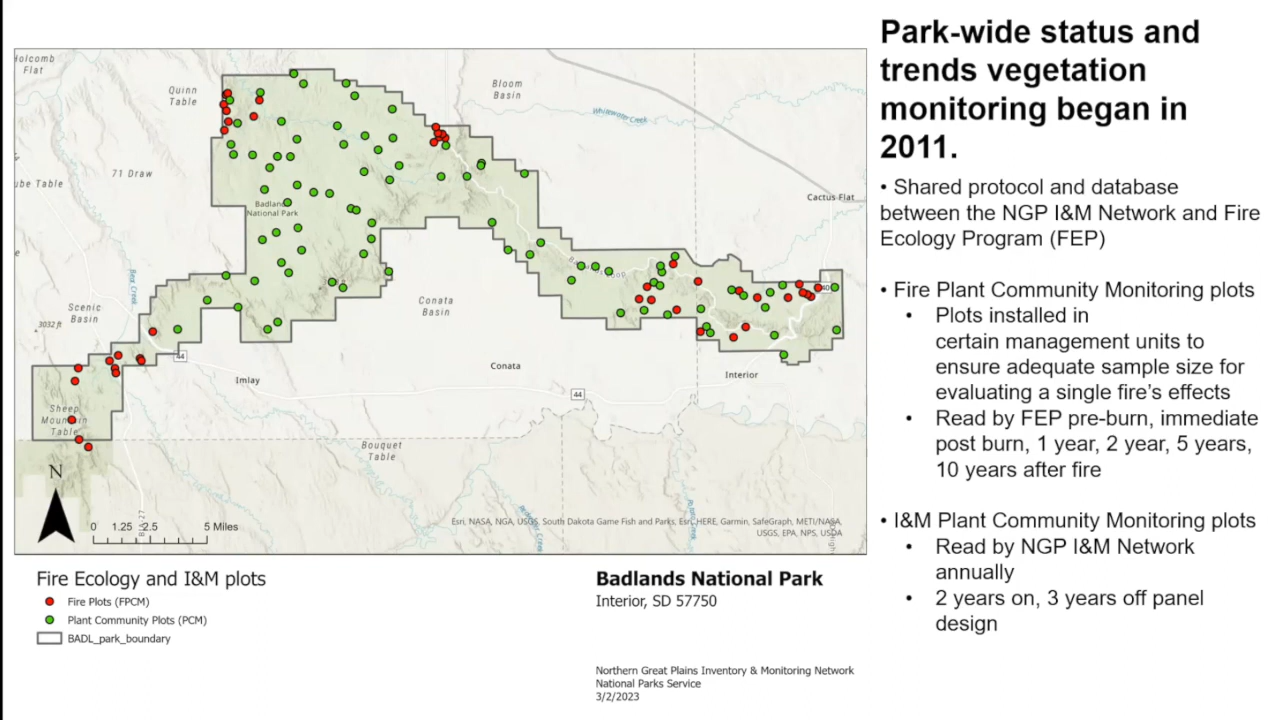 Park-wide status and
trends vegetation
monitoring began in
2011.
• Shared protocol and database
between the NGP I&M Network and Fire
Ecology Program (FEP)
• Fire Plant Community Monitoring plots
• Plots installed in
certain management units to
ensure adequate sample size for
evaluating a single fire's effects
• Read by FEP pre-burn, immediate
post burn, 1 year, 2 year, 5 years,
10 years after fire
• I&M Plant Community Monitoring plots
• Read by NGP I&M Network
annually
• 2 years on, 3 years off panel
design
Holcomb
Flat
Quinn
Table
Bloom
Basin
Whitewater Creek
71 Draw
ube Table
Cactus Flat
Badland
National Park
Bear Creek
Scenic
Basin
3032 ft
Conata
Basin
44
Imlay
Conata
Interior
44
Sheep
Mountain
Table
Bouquet
Table
N
0 1.25 2.5 5 Miles
Esri, NASA, NGA, USGS, South Dakota Game Fish and Parks, Esri, HERE, Garmin, SafeGraph, METI/NASA,
USGS, EPA, NPS, USDA
Fire Ecology and I&M plots
Fire Plots (FPCM)
Plant Community Plots (PCM)
BADL_park_boundary
Badlands National Park
Interior, SD 57750
Northern Great Plains Inventory & Monitoring Network
National Parks Service
3/2/2023